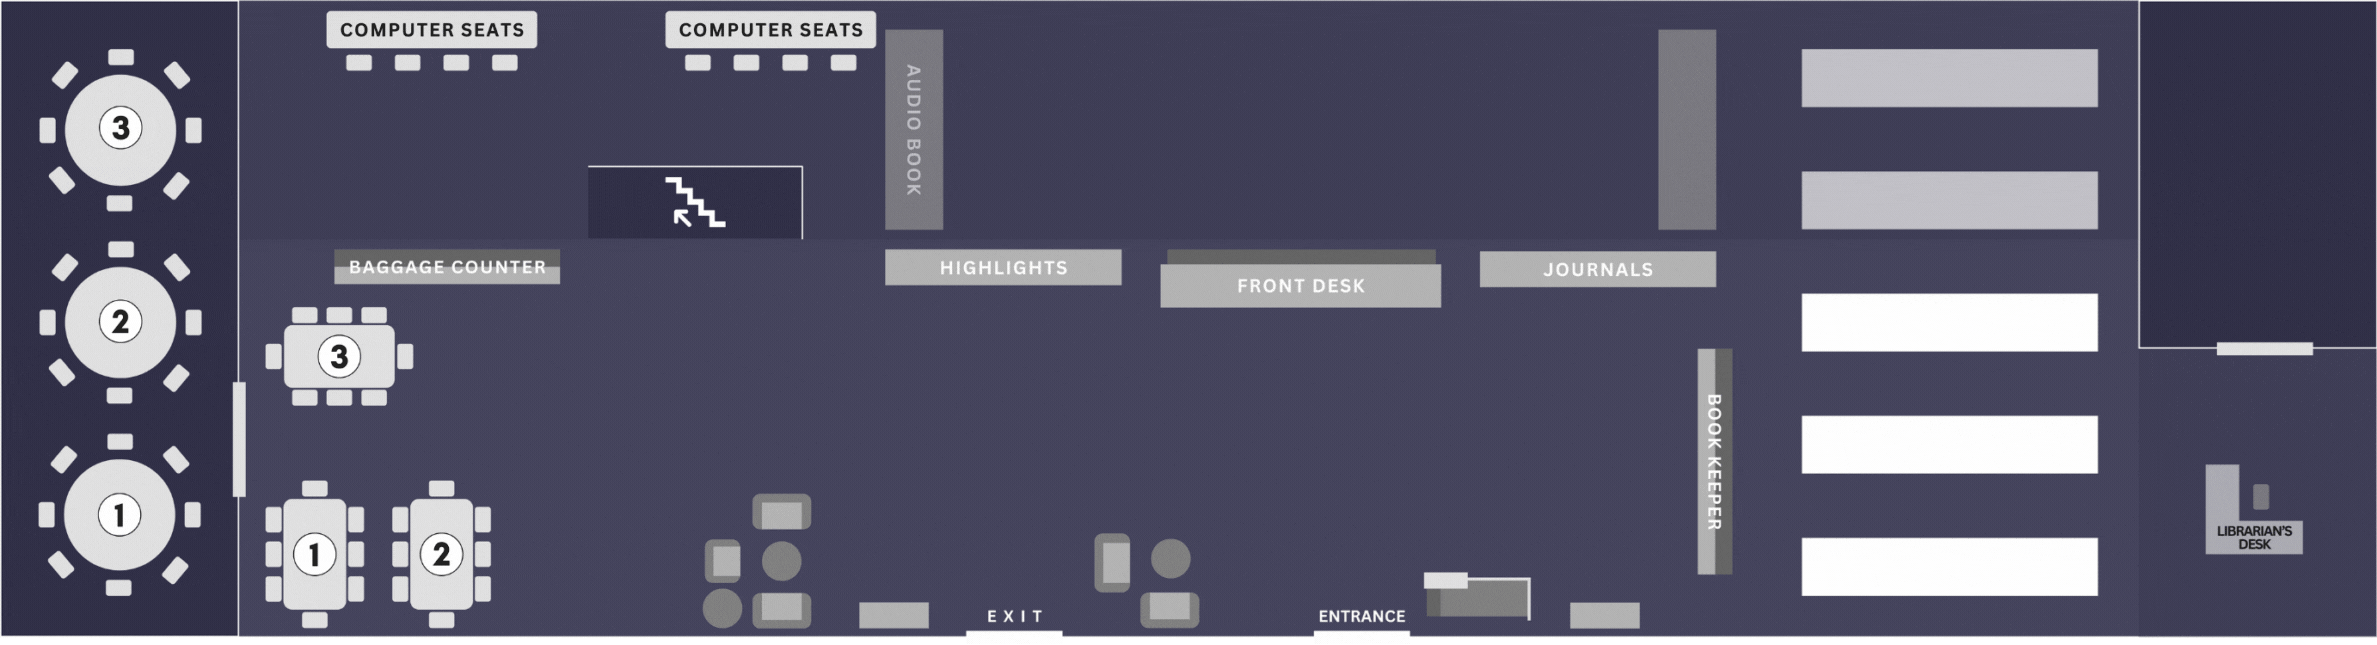 COMPUTER SEATS
COMPUTER SEATS
AUDIO BOOK
3
2
1
BAGGAGE COUNTER
HIGHLIGHTS
FRONT DESK
JOURNALS
3
1
2
BOOK KEEPER
LIBRARIAN'S
DESK
EXIT
ENTRANCE